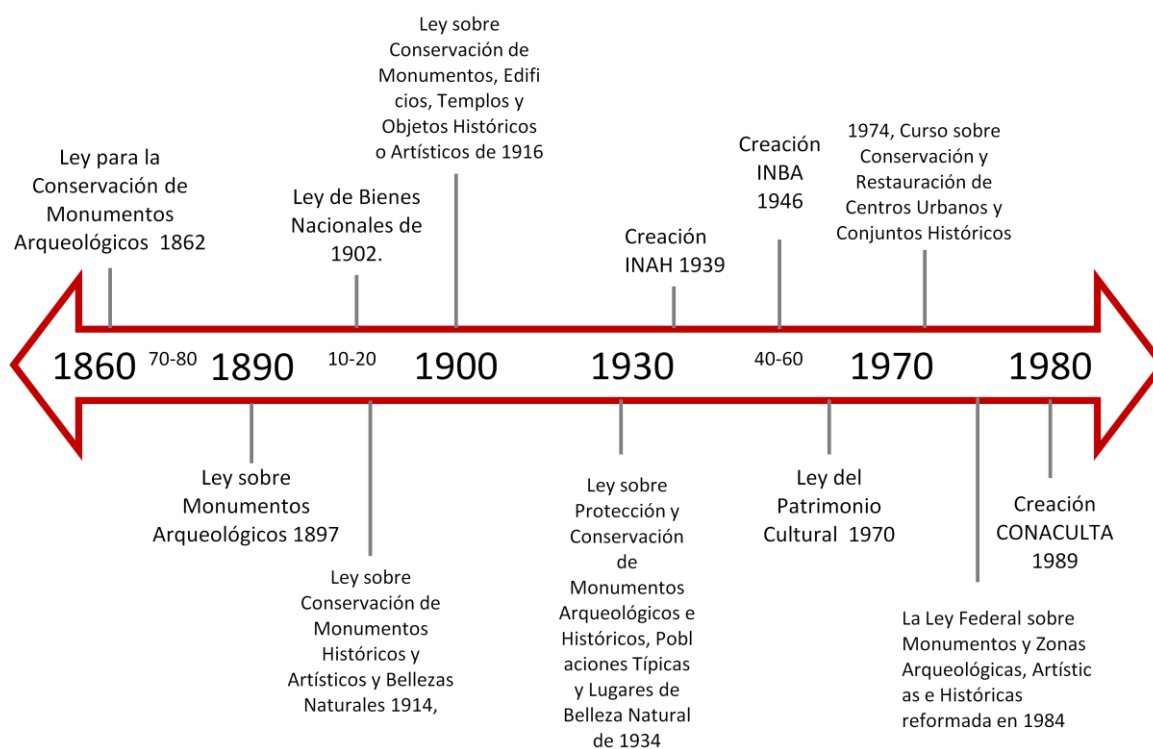 Ley sobre
Conservación de
Monumentos, Edifi
cios, Templos y
Objetos Históricos
o Artísticos de 1916
Ley para la
Conservación de
Monumentos
Arqueológicos 1862
Ley de Bienes
Nacionales de
1902.
Creación
INAH 1939
Creación
INBA
1946
1974, Curso sobre
Conservación y
Restauración de
Centros Urbanos y
Conjuntos Históricos
1860 70-80 1890 10-20 1900 1930 40-60 1970 1980
Ley sobre
Monumentos
Arqueológicos 1897
Ley sobre
Conservación de
Monumentos
Históricos y
Artísticos y Bellezas
Naturales 1914,
Ley sobre
Protección y
Conservación
de
Monumentos
Arqueológicos e
Históricos, Pobl
aciones Típicas
y Lugares de
Belleza Natural
de 1934
Ley del
Patrimonio
Cultural 1970
La Ley Federal sobre
Monumentos y Zonas
Arqueológicas, Artístic
as e Históricas
reformada en 1984
Creación
CONACULTA
1989